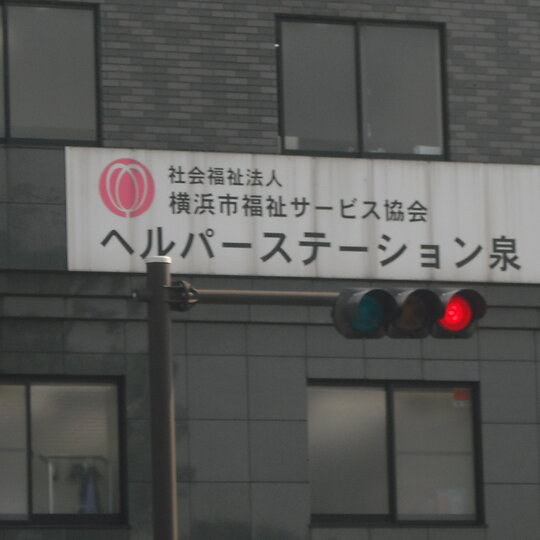 社会福祉法人
横浜市福祉サービス協会
ヘルパーステーション泉